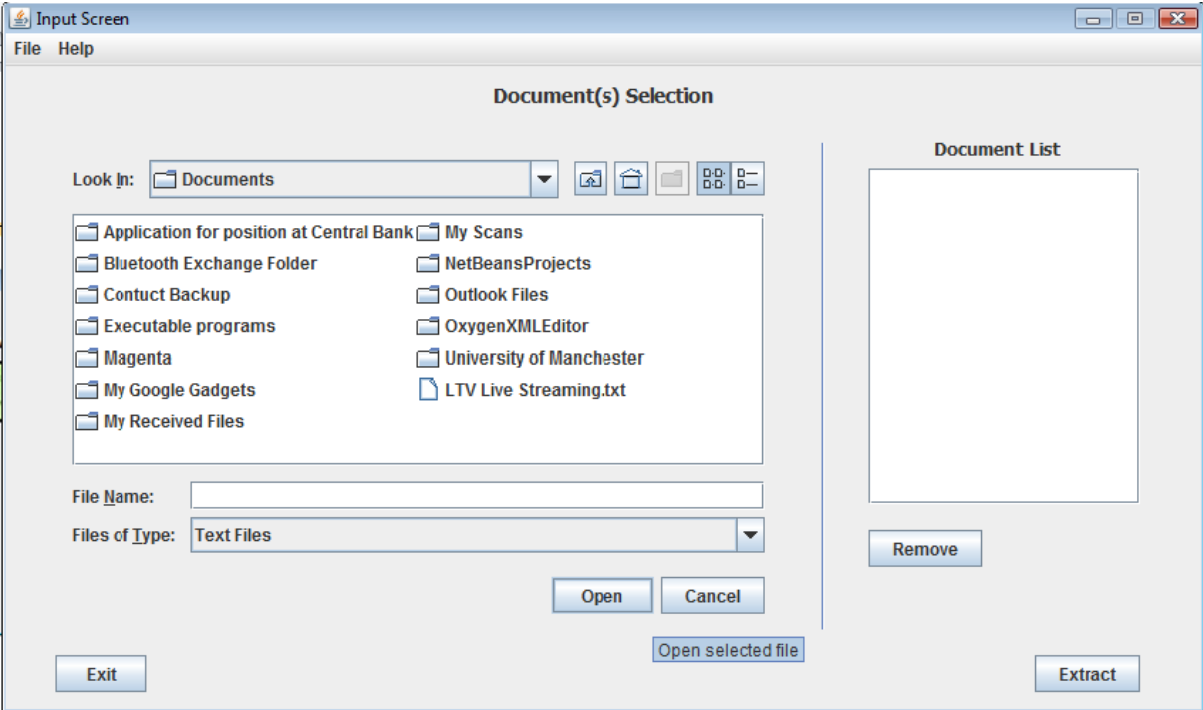 Input Screen
File Help
Document(s) Selection
Look In: Documents
Application for position at Central Bank
Bluetooth Exchange Folder
Contuct Backup
Executable programs
Magenta
My Google Gadgets
My Received Files
My Scans
NetBeansProjects
Outlook Files
OxygenXMLEditor
University of Manchester
LTV Live Streaming.txt
File Name:
Files of Type: Text Files
Open Cancel
Open selected file
Exit
Document List
Remove
Extract